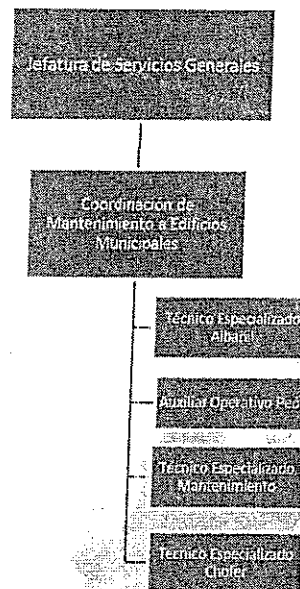 Jefatura de Servicios Generales
Coordinación de
Mantenimiento a Edificios
Municipales
Técnico Especializado
Albañil
Auxiliar Operativo Peó
Técnico Especializado
Mantenimiento
Técnico Especializado
Chofer